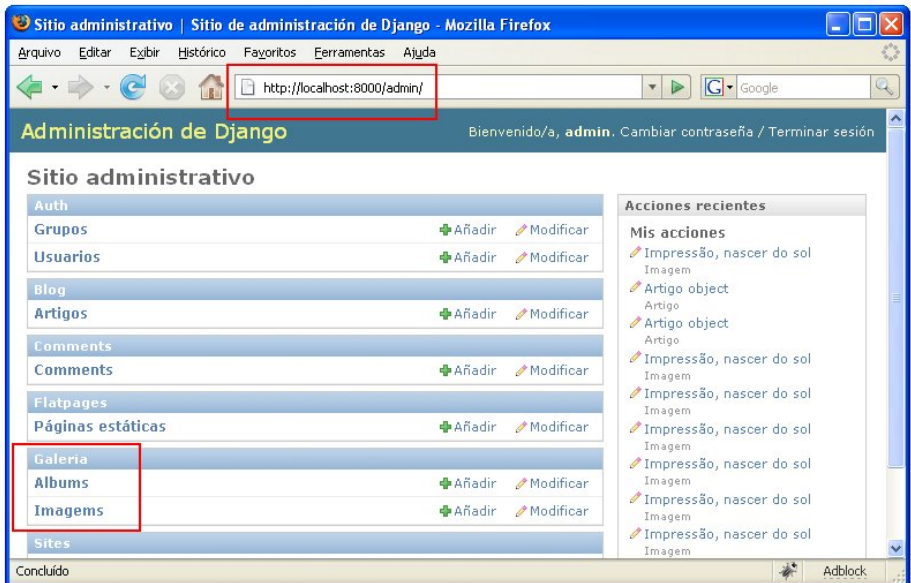 Sitio administrativo | Sitio de administración de Django - Mozilla Firefox
Arquivo Editar Exibir Histórico Favoritos Ferramentas Ajuda
http://localhost:8000/admin/
G Google
Administración de Django
Bienvenido/a, admin. Cambiar contraseña / Terminar sesión
Sitio administrativo
Auth
Grupos Añadir Modificar
Usuarios Añadir Modificar
Blog
Artigos Añadir Modificar
Comments
Comments Añadir Modificar
Flatpages
Páginas estáticas Añadir Modificar
Galeria
Albums Añadir Modificar
Imagems Añadir Modificar
Sites
Acciones recientes
Mis acciones
Impressão, nascer do sol
Imagem
Artigo object
Artigo
Artigo object
Artigo
Impressão, nascer do sol
Imagem
Impressão, nascer do sol
Imagem
Impressão, nascer do sol
Imagem
Impressão, nascer do sol
Imagem
Impressão, nascer do sol
Imagem
Impressão, nascer do sol
Imagem
Concluído
Adblock